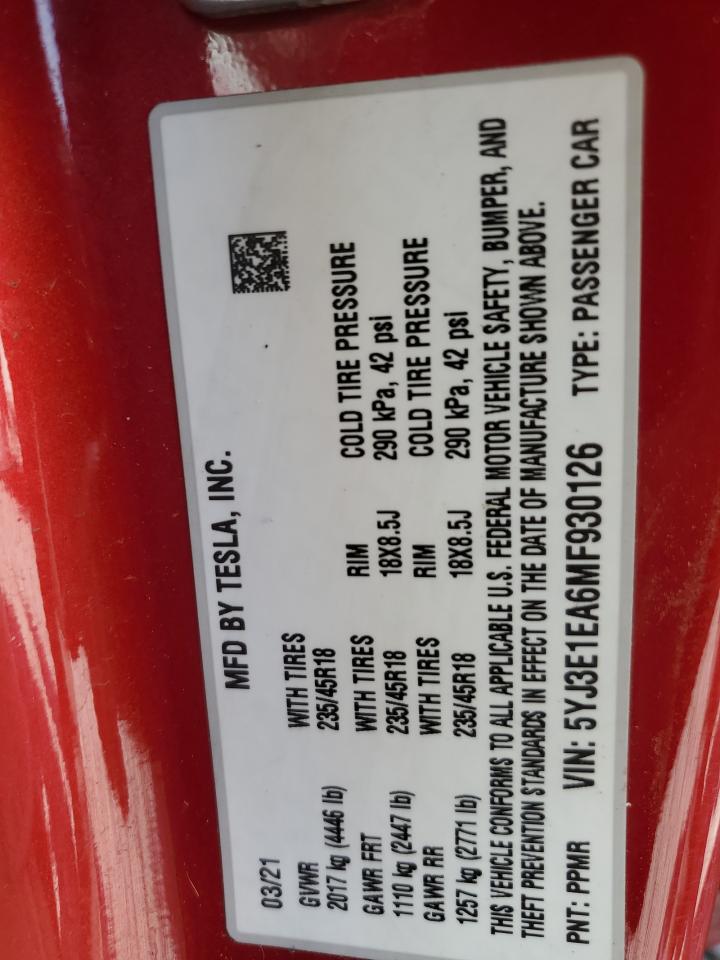 MFD BY TESLA, INC.
03/21
GVWR WITH TIRES
2017 kg (4446 lb) 235/45R18
GAWR FRT WITH TIRES RIM COLD TIRE PRESSURE
1110 kg (2447 lb) 235/45R18 18X8.5J 290 kPa, 42 psi
GAWR RR WITH TIRES RIM COLD TIRE PRESSURE
1257 kg (2771 lb) 235/45R18 18X8.5J 290 kPa, 42 psi
THIS VEHICLE CONFORMS TO ALL APPLICABLE U.S. FEDERAL MOTOR VEHICLE SAFETY, BUMPER, AND
THEFT PREVENTION STANDARDS IN EFFECT ON THE DATE OF MANUFACTURE SHOWN ABOVE.
PNT: PPMR VIN: 5YJ3E1EA6MF930126 TYPE: PASSENGER CAR